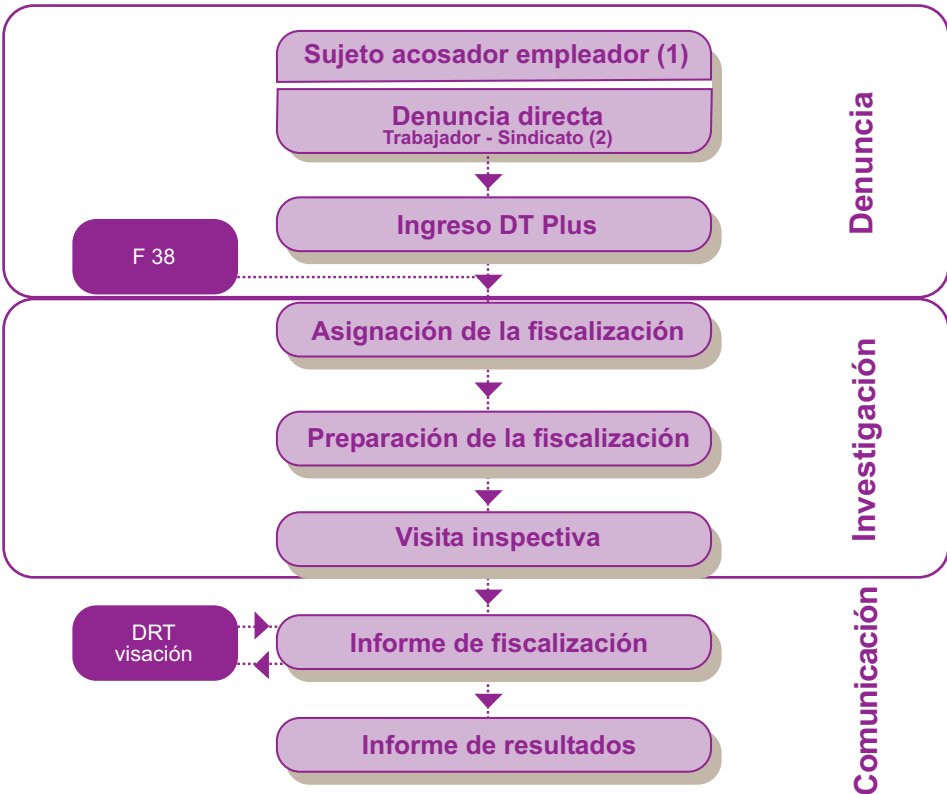 Sujeto acosador empleador (1)
Denuncia directa
Trabajador - Sindicato (2)
Denuncia
Ingreso DT Plus
F 38
Asignación de la fiscalización
Preparación de la fiscalización
Investigación
Visita inspectiva
DRT
visación
Informe de fiscalización
Comunicación
Informe de resultados